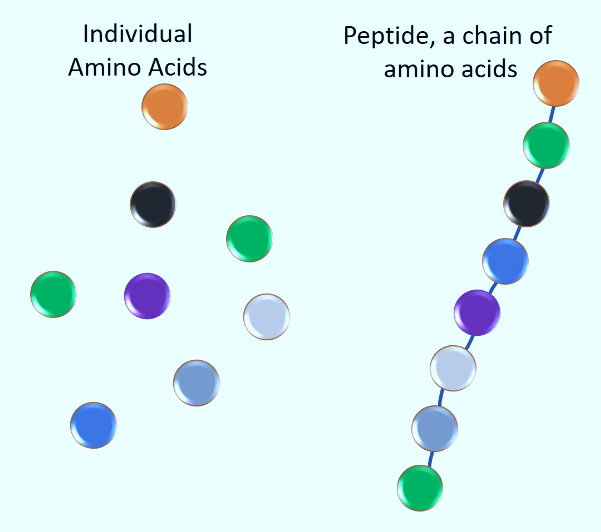 Individual
Amino Acids
Peptide, a chain of
amino acids